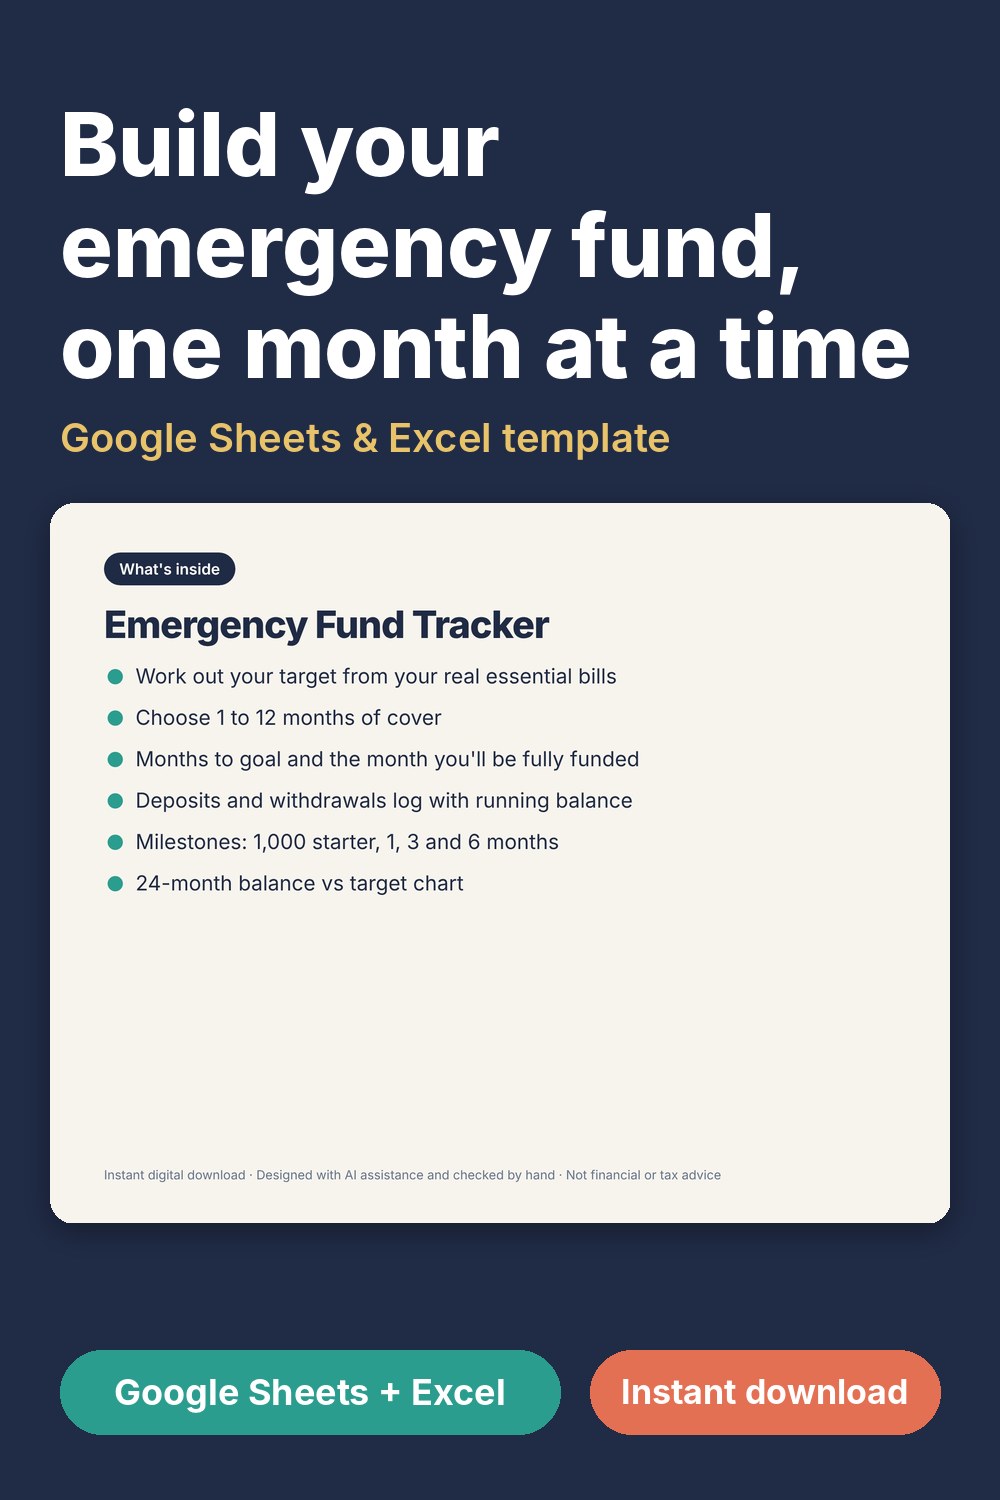 Build your
emergency fund,
one month at a time
Google Sheets & Excel template
What's inside
Emergency Fund Tracker
Work out your target from your real essential bills
Choose 1 to 12 months of cover
Months to goal and the month you'll be fully funded
Deposits and withdrawals log with running balance
Milestones: 1,000 starter, 1, 3 and 6 months
24-month balance vs target chart
Instant digital download · Designed with AI assistance and checked by hand · Not financial or tax advice
Google Sheets + Excel
Instant download